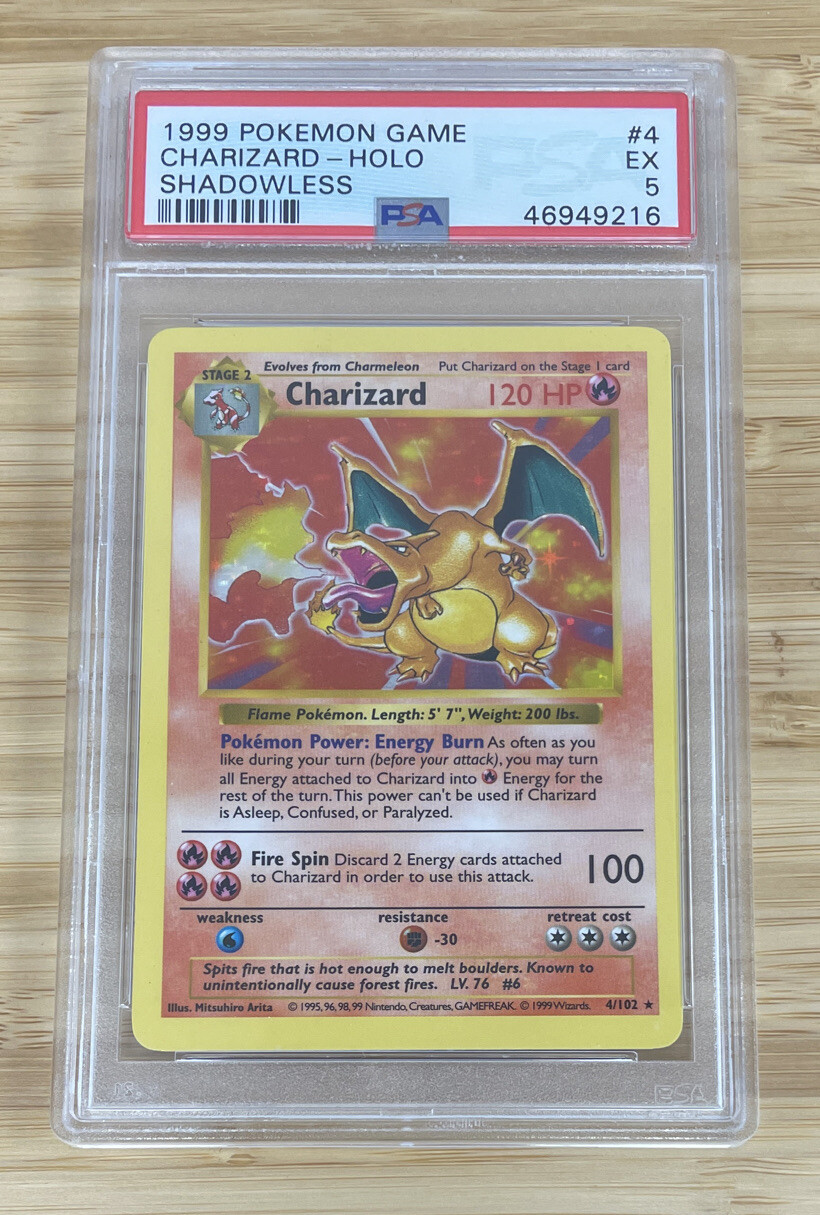 1999 POKEMON GAME #4
CHARIZARD – HOLO EX
SHADOWLESS 5
PSA 46949216
Evolves from Charmeleon Put Charizard on the Stage 1 card
STAGE 2
Charizard 120 HP
Flame Pokémon. Length: 5' 7", Weight: 200 lbs.
Pokémon Power: Energy Burn As often as you
like during your turn (before your attack), you may turn
all Energy attached to Charizard into Energy for the
rest of the turn. This power can't be used if Charizard
is Asleep, Confused, or Paralyzed.
Fire Spin Discard 2 Energy cards attached
to Charizard in order to use this attack. 100
weakness resistance retreat cost
-30
Spits fire that is hot enough to melt boulders. Known to
unintentionally cause forest fires. LV. 76 #6
Illus. Mitsuhiro Arita © 1995, 96, 98, 99 Nintendo, Creatures, GAMEFREAK. © 1999 Wizards. 4/102 ★
PSA